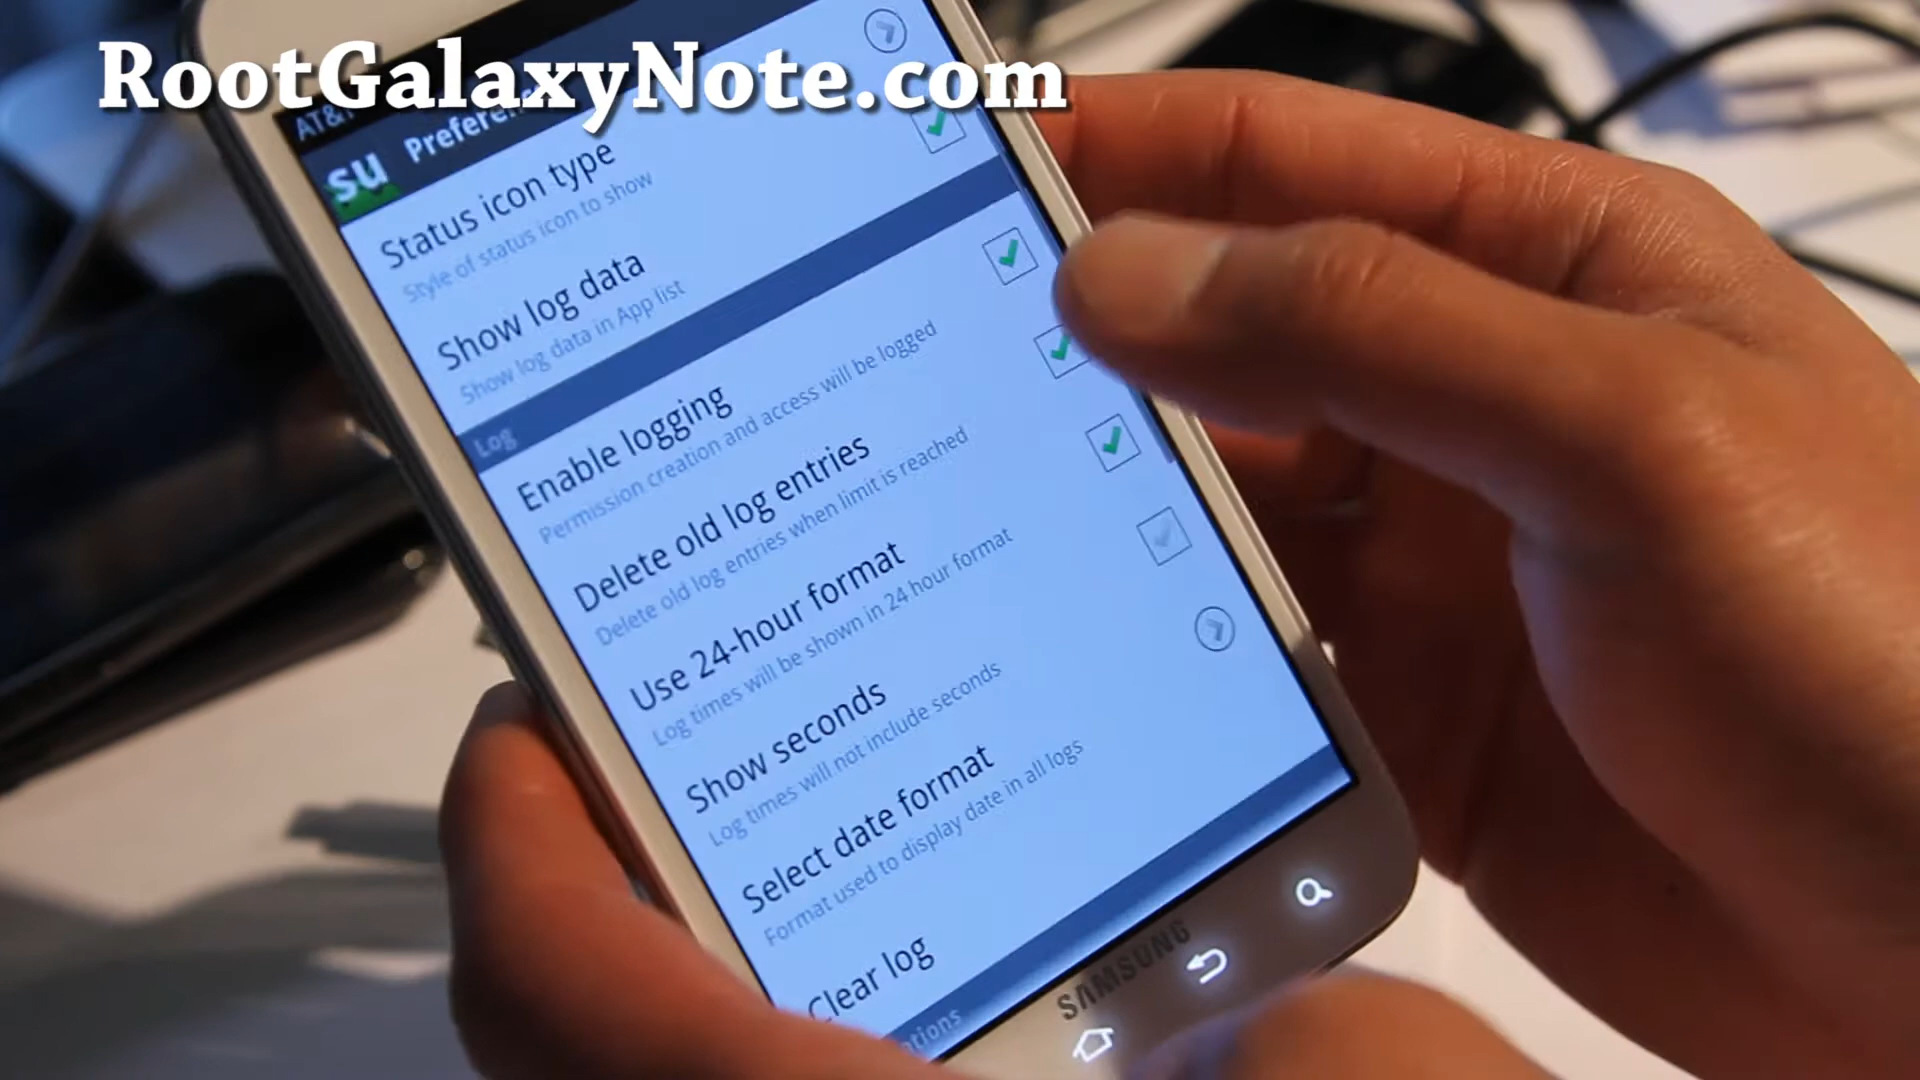 RootGalaxyNote.com
AT&T
su
Status icon type
Style of status icon to show
Show log data
Show log data in App list
Log
Enable logging
Permission creation and access will be logged
Delete old log entries
Delete old log entries when limit is reached
Use 24-hour format
Log times will be shown in 24 hour format
Show seconds
Log times will not include seconds
Select date format
Format used to display date in all logs
Clear log
SAMSUNG